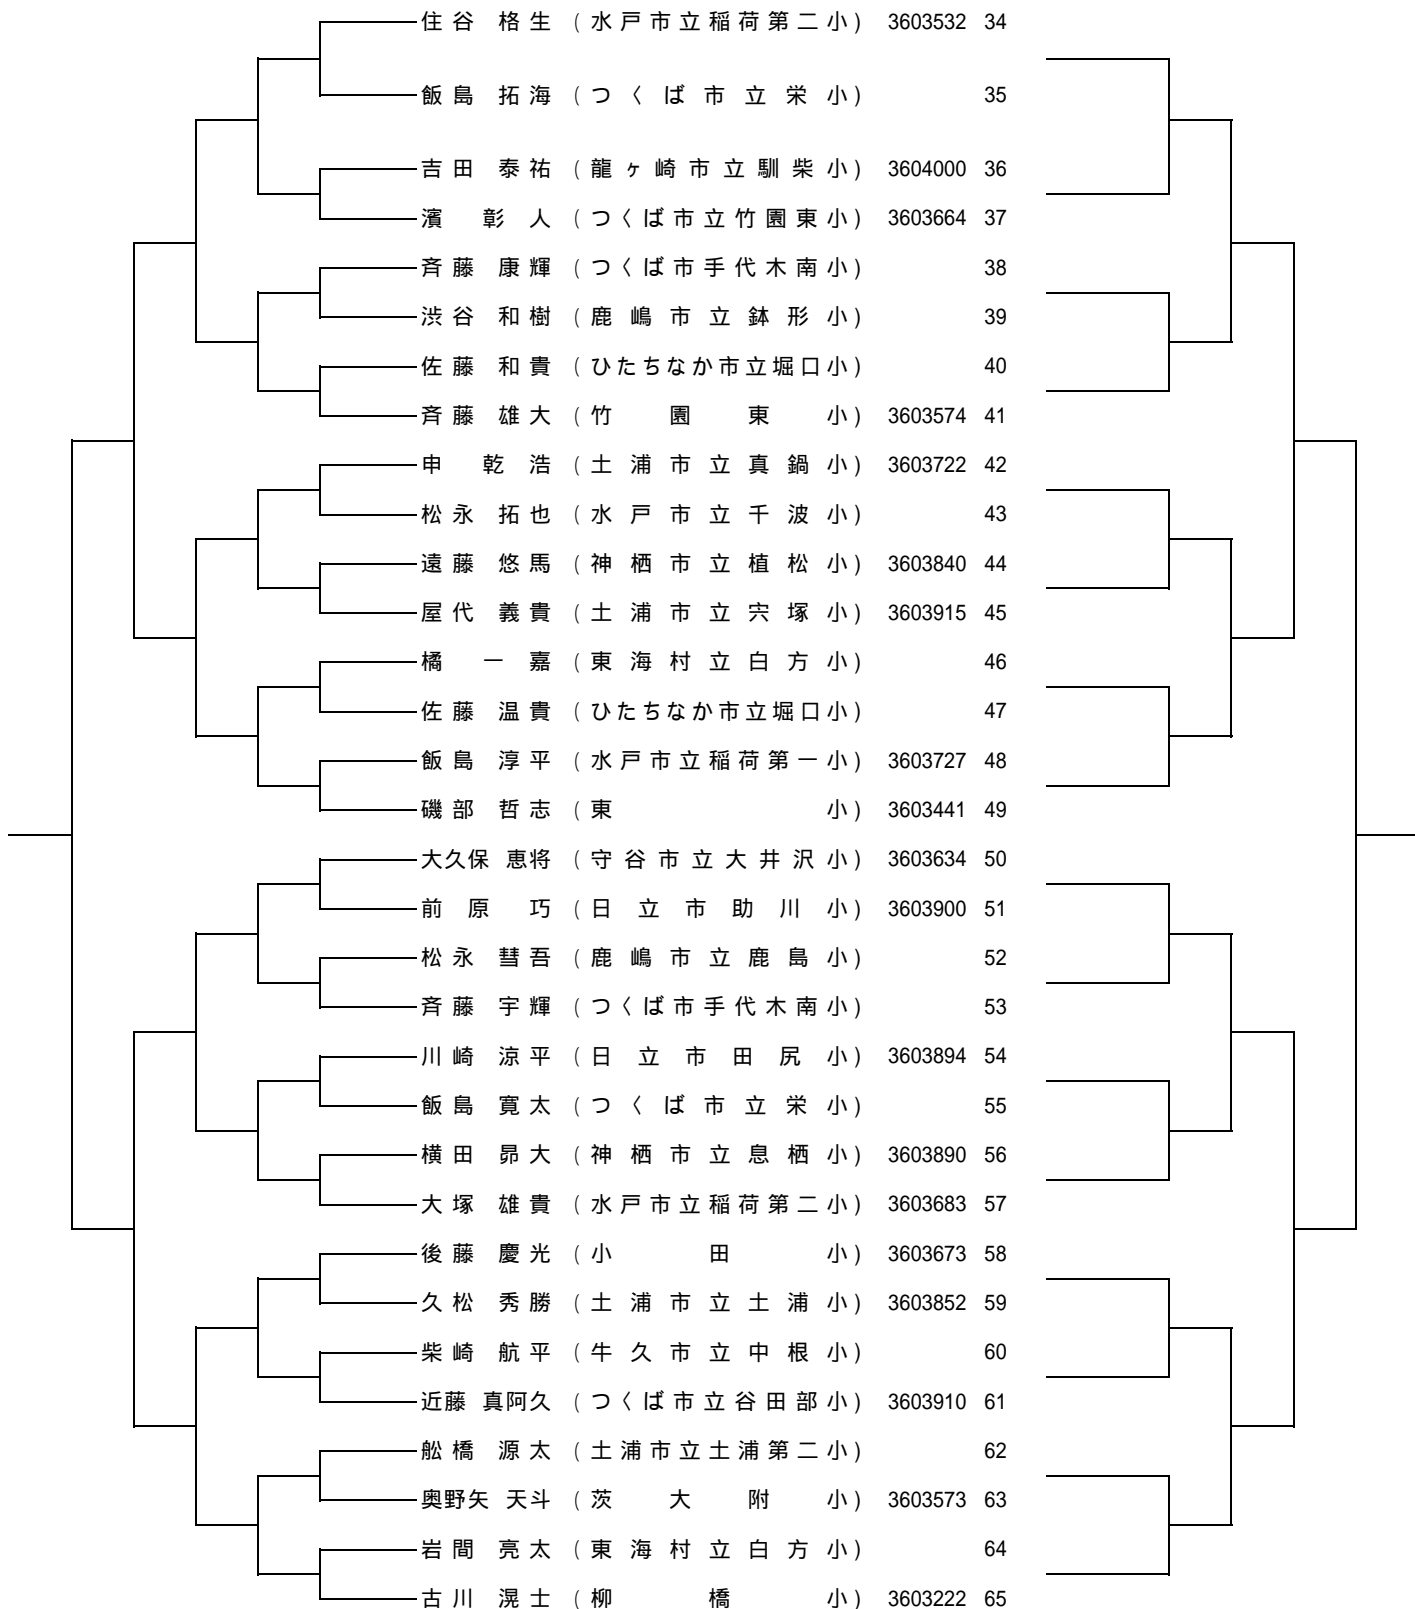 住谷 格生 (水戸市立稲荷第二小) 3603532 34
飯島 拓海 (つくば市立栄小) 35
吉田 泰祐 (龍ヶ崎市立馴柴小) 3604000 36
濱 彰人 (つくば市立竹園東小) 3603664 37
斉藤 康輝 (つくば市手代木南小) 38
渋谷 和樹 (鹿嶋市立鉢形小) 39
佐藤 和貴 (ひたちなか市立堀口小) 40
斉藤 雄大 (竹園東小) 3603574 41
申 乾浩 (土浦市立真鍋小) 3603722 42
松永 拓也 (水戸市立千波小) 43
遠藤 悠馬 (神栖市立植松小) 3603840 44
屋代 義貴 (土浦市立宍塚小) 3603915 45
橘 一嘉 (東海村立白方小) 46
佐藤 温貴 (ひたちなか市立堀口小) 47
飯島 淳平 (水戸市立稲荷第一小) 3603727 48
磯部 哲志 (東小) 3603441 49
大久保 恵将 (守谷市立大井沢小) 3603634 50
前原 巧 (日立市助川小) 3603900 51
松永 彗吾 (鹿嶋市立鹿島小) 52
斉藤 宇輝 (つくば市手代木南小) 53
川崎 涼平 (日立市田尻小) 3603894 54
飯島 寛太 (つくば市立栄小) 55
横田 昴大 (神栖市立息栖小) 3603890 56
大塚 雄貴 (水戸市立稲荷第二小) 3603683 57
後藤 慶光 (小田小) 3603673 58
久松 秀勝 (土浦市立土浦小) 3603852 59
柴崎 航平 (牛久市立中根小) 60
近藤 真阿久 (つくば市立谷田部小) 3603910 61
舩橋 源太 (土浦市立土浦第二小) 62
奥野矢 天斗 (茨大附小) 3603573 63
岩間 亮太 (東海村立白方小) 64
古川 滉士 (柳橋小) 3603222 65